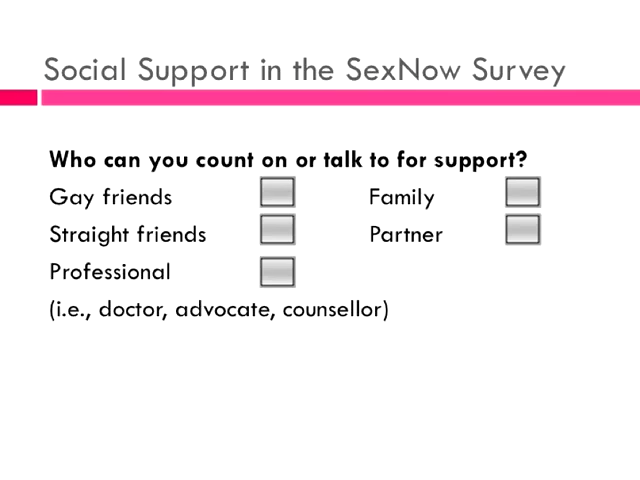 Social Support in the SexNow Survey
Who can you count on or talk to for support?
Gay friends Family
Straight friends Partner
Professional
(i.e., doctor, advocate, counsellor)